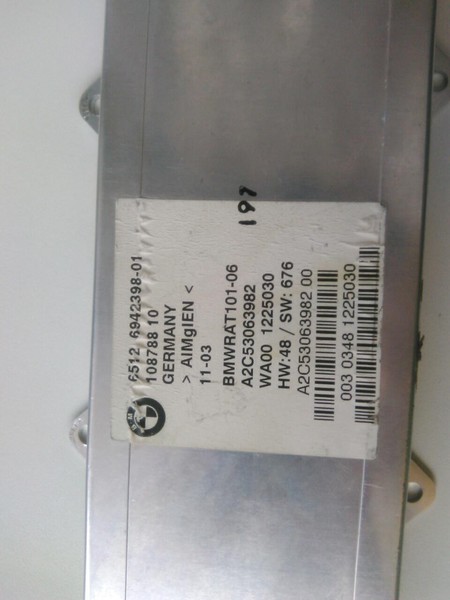 6512 6942398-01
108788 10
GERMANY
> AlMgIEN <
11-03
BMWRAT101-06
A2C53063982
WA00 1225030
HW:48 / SW: 676
A2C53063982 00
003 0348 1225030
BMW
197